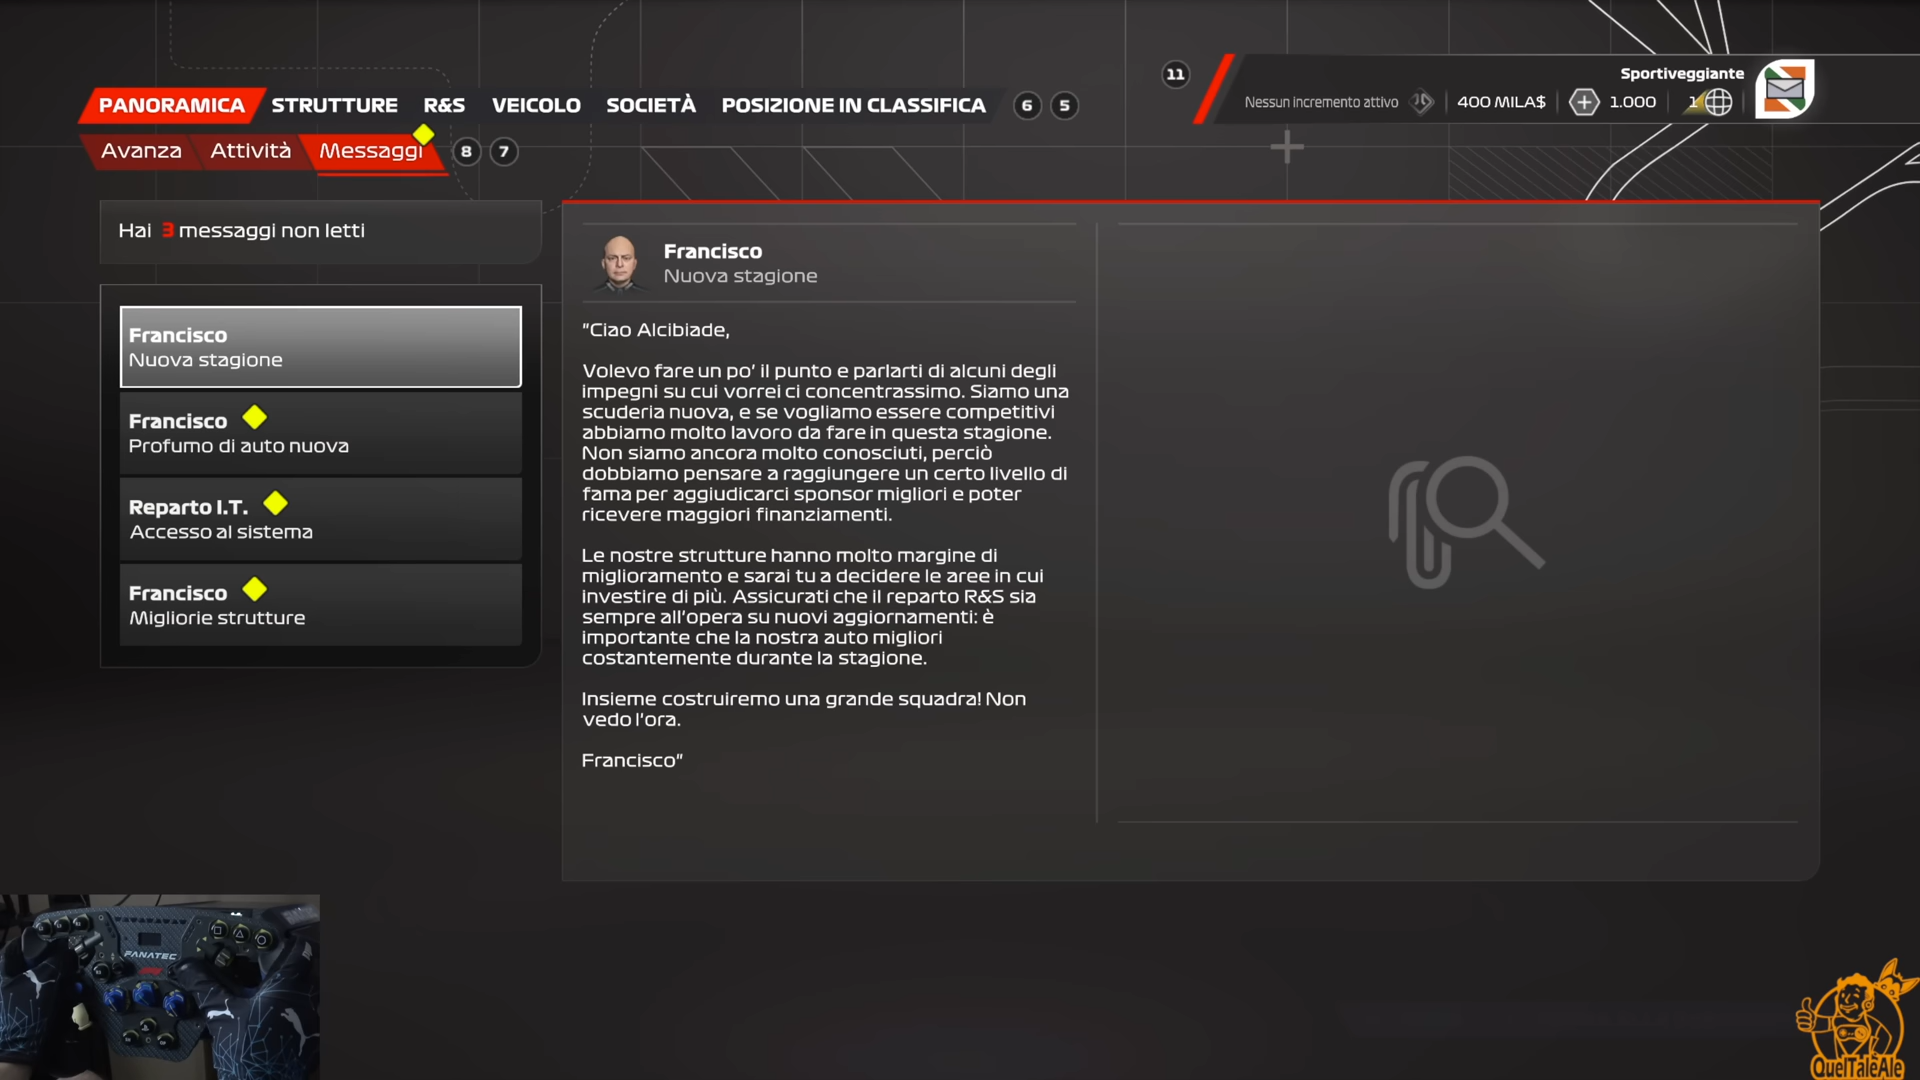 11
Sportiveggiante
Nessun incremento attivo
400 MILA$
1.000
1
PANORAMICA STRUTTURE R&S VEICOLO SOCIETÀ POSIZIONE IN CLASSIFICA 6 5
Avanza Attività Messaggi 8 7
Hai 3 messaggi non letti
Francisco
Nuova stagione
Francisco
Profumo di auto nuova
Reparto I.T.
Accesso al sistema
Francisco
Migliorie strutture
Francisco
Nuova stagione
"Ciao Alcibiade,
Volevo fare un po' il punto e parlarti di alcuni degli
impegni su cui vorrei ci concentrassimo. Siamo una
scuderia nuova, e se vogliamo essere competitivi
abbiamo molto lavoro da fare in questa stagione.
Non siamo ancora molto conosciuti, perciò
dobbiamo pensare a raggiungere un certo livello di
fama per aggiudicarci sponsor migliori e poter
ricevere maggiori finanziamenti.
Le nostre strutture hanno molto margine di
miglioramento e sarai tu a decidere le aree in cui
investire di più. Assicurati che il reparto R&S sia
sempre all'opera su nuovi aggiornamenti: è
importante che la nostra auto migliori
costantemente durante la stagione.
Insieme costruiremo una grande squadra! Non
vedo l'ora.
Francisco"
FANATEC
QuelTaleAle